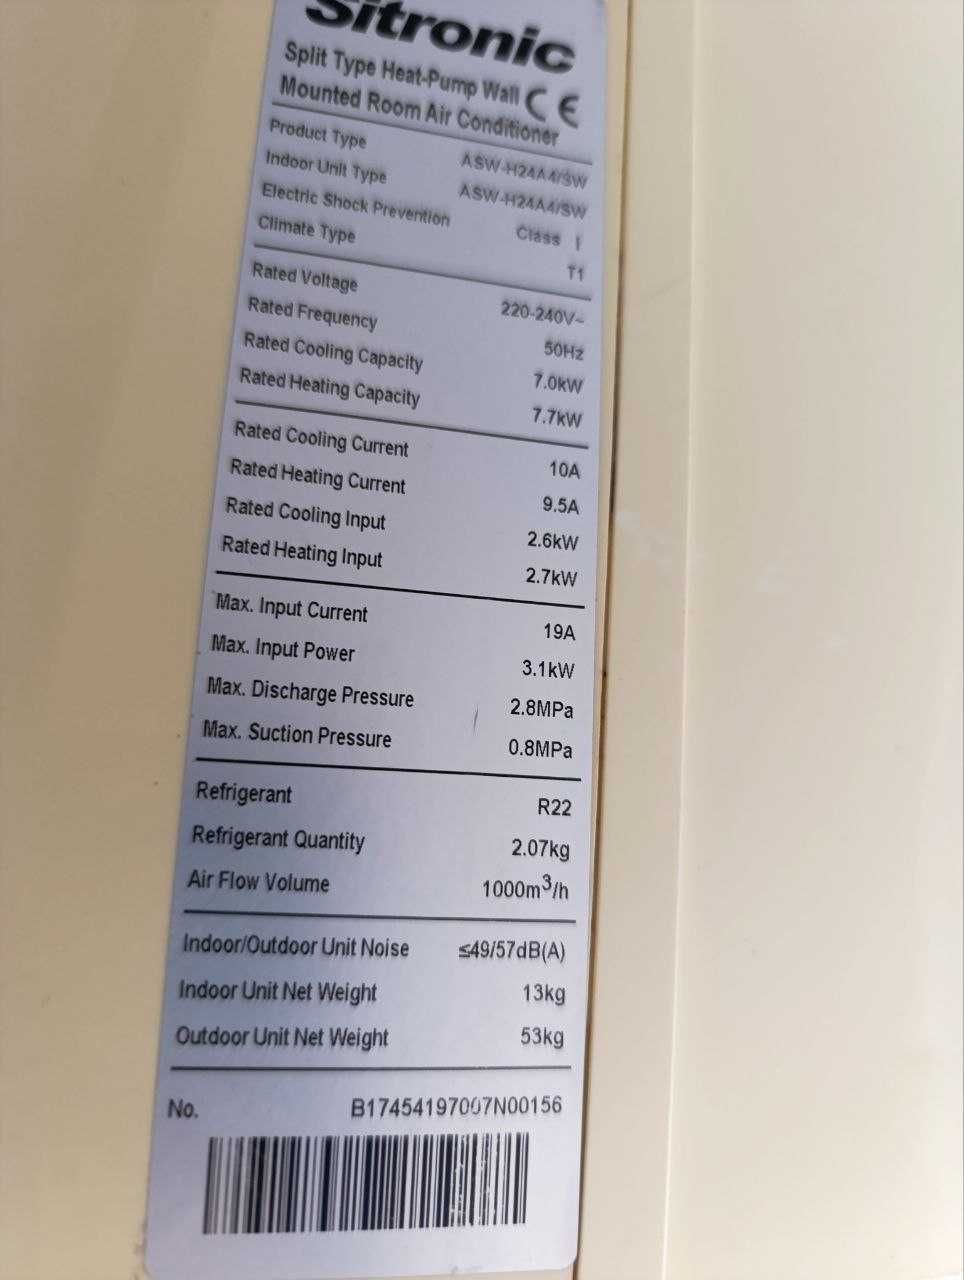 Sitronic
Split Type Heat-Pump Wall CE
Mounted Room Air Conditioner
Product Type ASW-H24A4/SW
Indoor Unit Type ASW-H24A4/SW
Electric Shock Prevention Class I
Climate Type T1
Rated Voltage 220-240V~
Rated Frequency 50Hz
Rated Cooling Capacity 7.0kW
Rated Heating Capacity 7.7kW
Rated Cooling Current 10A
Rated Heating Current 9.5A
Rated Cooling Input 2.6kW
Rated Heating Input 2.7kW
Max. Input Current 19A
Max. Input Power 3.1kW
Max. Discharge Pressure 2.8MPa
Max. Suction Pressure 0.8MPa
Refrigerant R22
Refrigerant Quantity 2.07kg
Air Flow Volume 1000m³/h
Indoor/Outdoor Unit Noise ≤49/57dB(A)
Indoor Unit Net Weight 13kg
Outdoor Unit Net Weight 53kg
No. B17454197007N00156